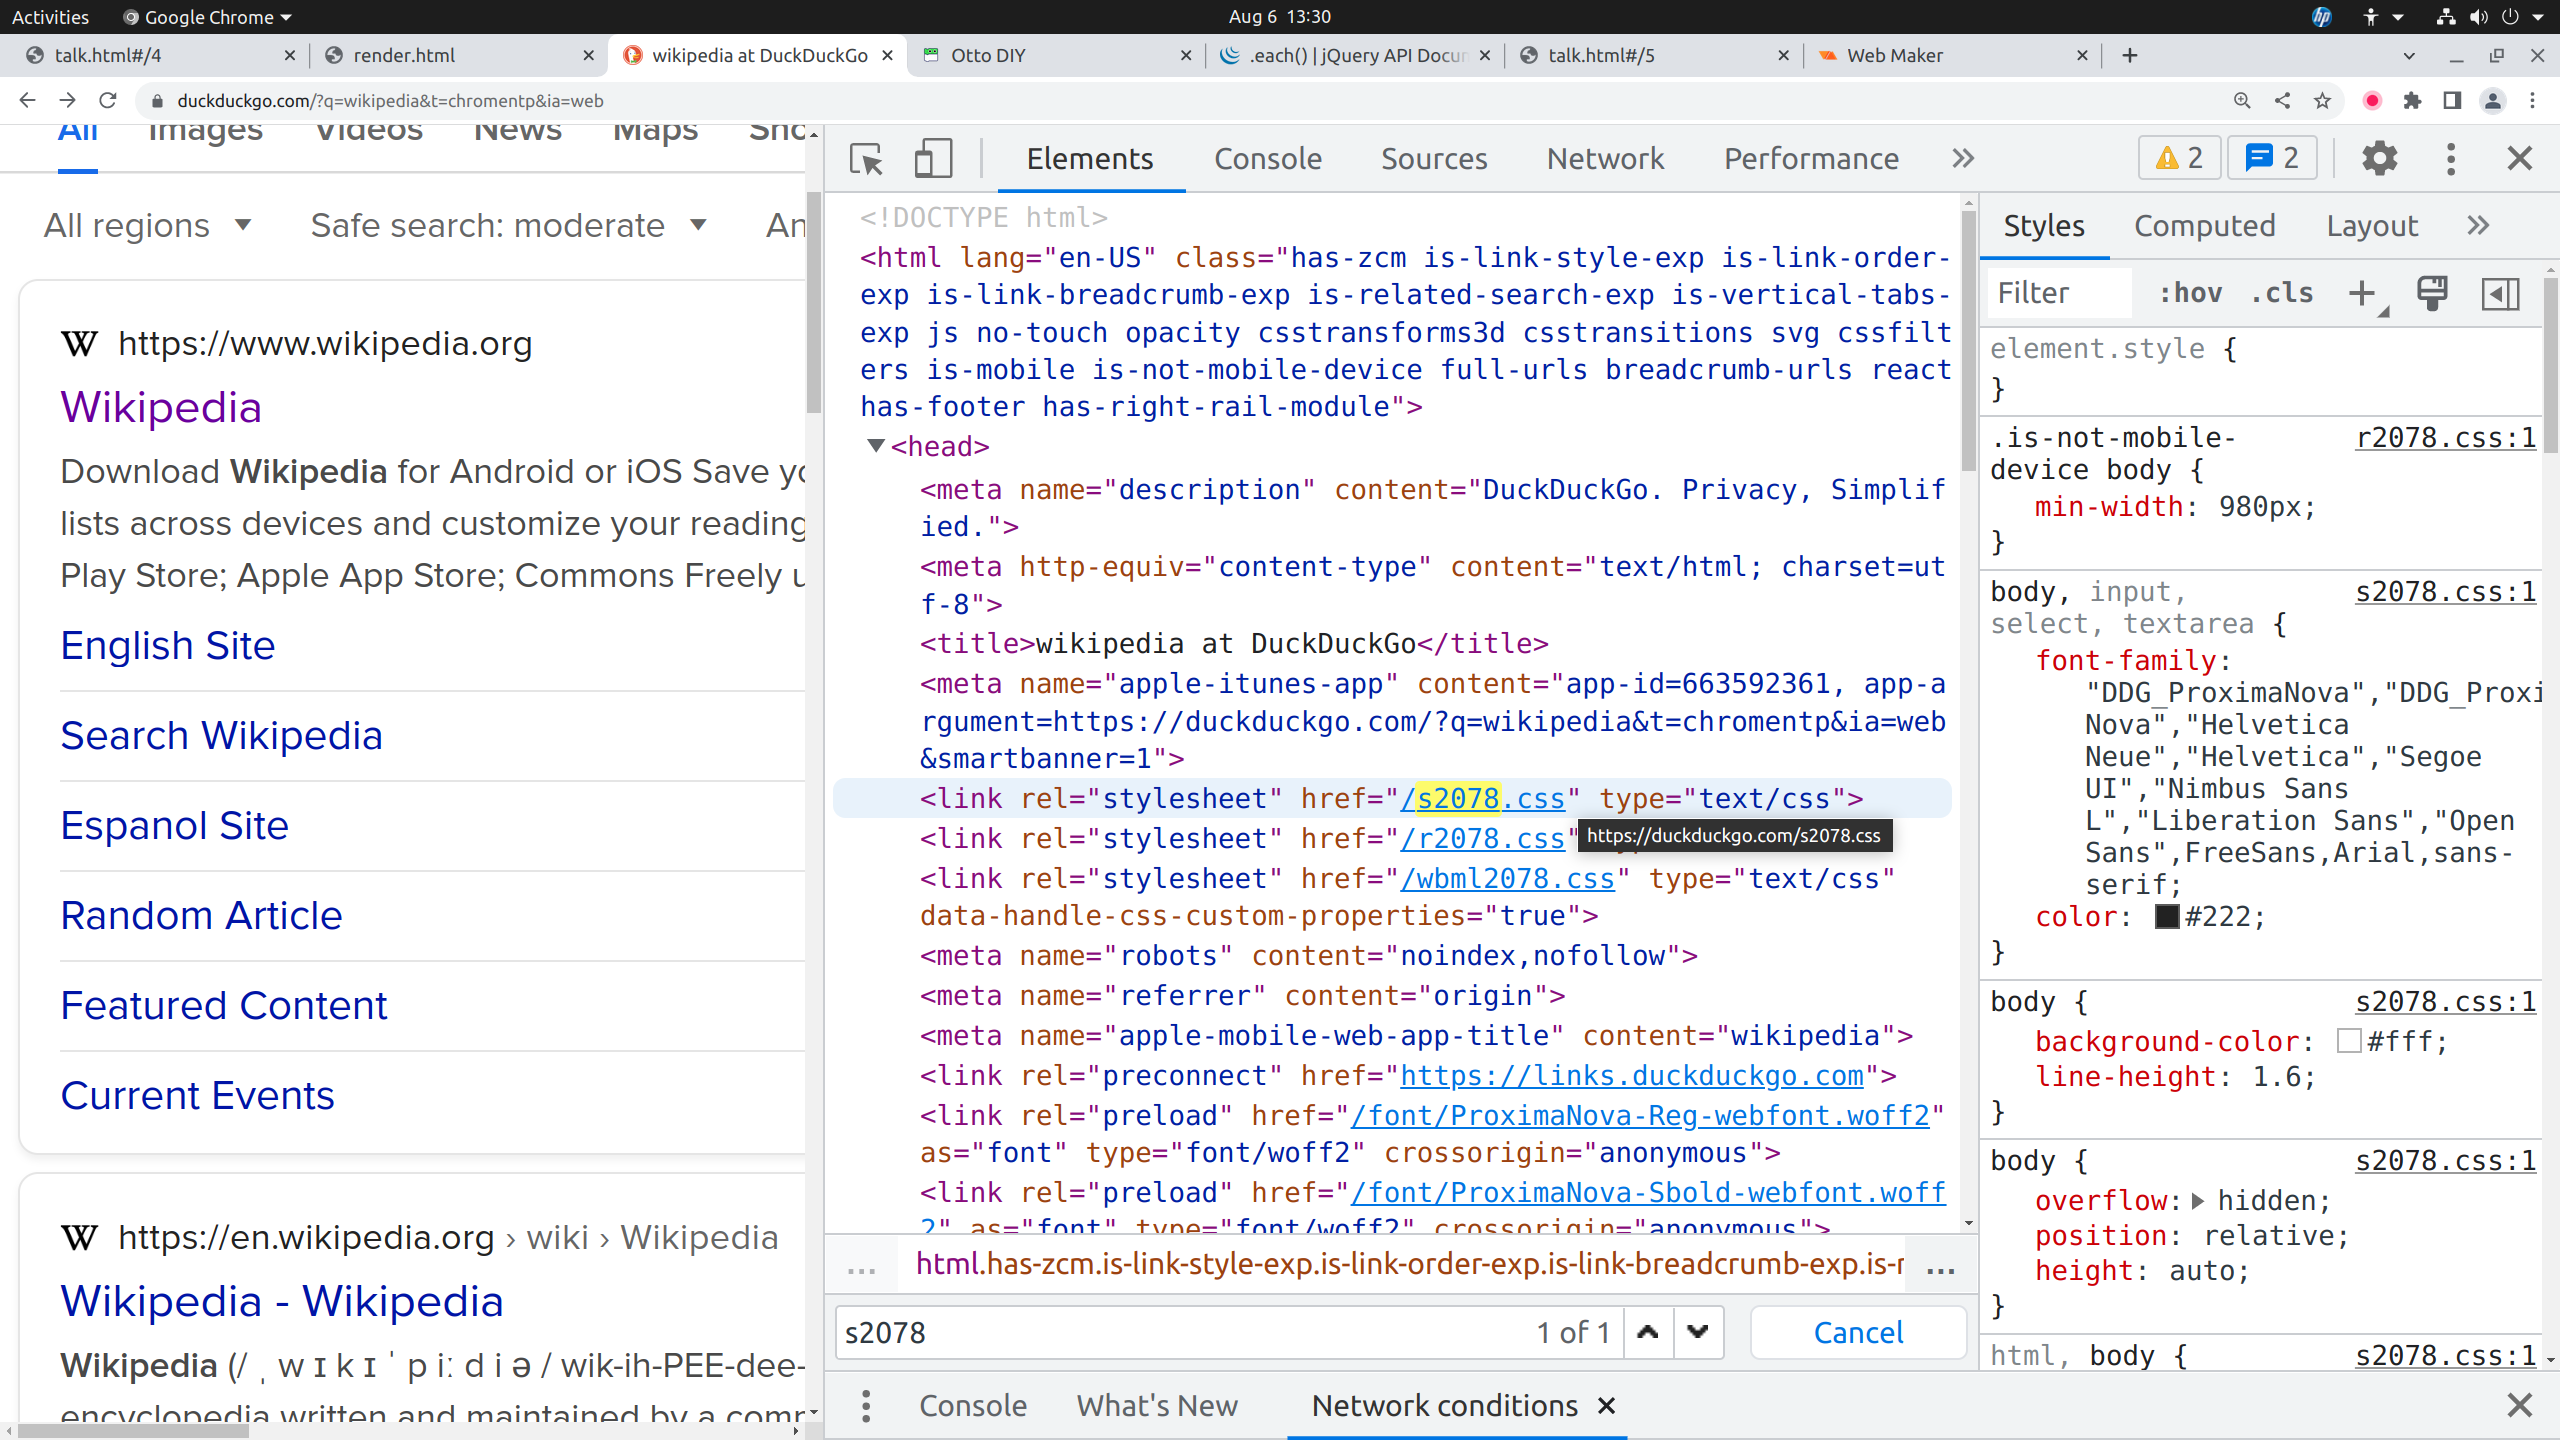 Activities
Google Chrome
Aug 6 13:30
talk.html#/4
render.html
wikipedia at DuckDuckGo
Otto DIY
.each() | jQuery API Docum
talk.html#/5
Web Maker
duckduckgo.com/?q=wikipedia&t=chromentp&ia=web
All Images Videos News Maps Sho
All regions
Safe search: moderate
An
https://www.wikipedia.org
Wikipedia
Download Wikipedia for Android or iOS Save yo
lists across devices and customize your reading
Play Store; Apple App Store; Commons Freely u
English Site
Search Wikipedia
Espanol Site
Random Article
Featured Content
Current Events
https://en.wikipedia.org › wiki › Wikipedia
Wikipedia - Wikipedia
Wikipedia (/ ˌ w ɪ k ɪ ˈ p iː d i ə / wik-ih-PEE-dee-
encyclopedia written and maintained by a comm
Elements Console Sources Network Performance
2
2
<!DOCTYPE html>
<html lang="en-US" class="has-zcm is-link-style-exp is-link-order-
exp is-link-breadcrumb-exp is-related-search-exp is-vertical-tabs-
exp js no-touch opacity csstransforms3d csstransitions svg cssfilt
ers is-mobile is-not-mobile-device full-urls breadcrumb-urls react
has-footer has-right-rail-module">
<head>
<meta name="description" content="DuckDuckGo. Privacy, Simplif
ied.">
<meta http-equiv="content-type" content="text/html; charset=ut
f-8">
<title>wikipedia at DuckDuckGo</title>
<meta name="apple-itunes-app" content="app-id=663592361, app-a
rgument=https://duckduckgo.com/?q=wikipedia&t=chromentp&ia=web
&smartbanner=1">
<link rel="stylesheet" href="/s2078.css" type="text/css">
<link rel="stylesheet" href="/r2078.css"
https://duckduckgo.com/s2078.css
<link rel="stylesheet" href="/wbml2078.css" type="text/css"
data-handle-css-custom-properties="true">
<meta name="robots" content="noindex,nofollow">
<meta name="referrer" content="origin">
<meta name="apple-mobile-web-app-title" content="wikipedia">
<link rel="preconnect" href="https://links.duckduckgo.com">
<link rel="preload" href="/font/ProximaNova-Reg-webfont.woff2"
as="font" type="font/woff2" crossorigin="anonymous">
<link rel="preload" href="/font/ProximaNova-Sbold-webfont.woff
2" as="font" type="font/woff2" crossorigin="anonymous">
... html.has-zcm.is-link-style-exp.is-link-order-exp.is-link-breadcrumb-exp.is-r ...
s2078
1 of 1
Cancel
Console What's New Network conditions
Styles Computed Layout
Filter
:hov .cls
element.style {
}
.is-not-mobile- r2078.css:1
device body {
min-width: 980px;
}
body, input, s2078.css:1
select, textarea {
font-family:
"DDG_ProximaNova","DDG_Proxi
Nova","Helvetica
Neue","Helvetica","Segoe
UI","Nimbus Sans
L","Liberation Sans","Open
Sans",FreeSans,Arial,sans-
serif;
color: #222;
}
body { s2078.css:1
background-color: #fff;
line-height: 1.6;
}
body { s2078.css:1
overflow: hidden;
position: relative;
height: auto;
}
html, body { s2078.css:1